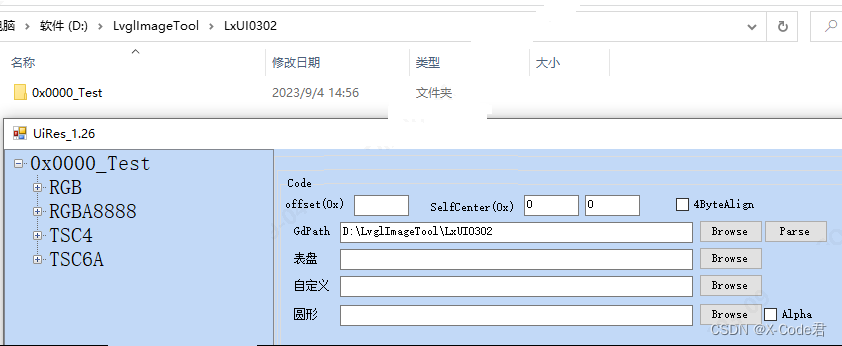 电脑 > 软件 (D:) > LvglImageTool > LxUI0302
名称 修改日期 类型 大小
0x0000_Test 2023/9/4 14:56 文件夹
UiRes_1.26
0x0000_Test
RGB
RGBA8888
TSC4
TSC6A
Code
offset(0x) SelfCenter(0x) 0 0 4ByteAlign
GdPath D:\LvglImageTool\LxUI0302 Browse Parse
表盘 Browse
自定义 Browse
圆形 Browse Alpha
CSDN @X-Code君